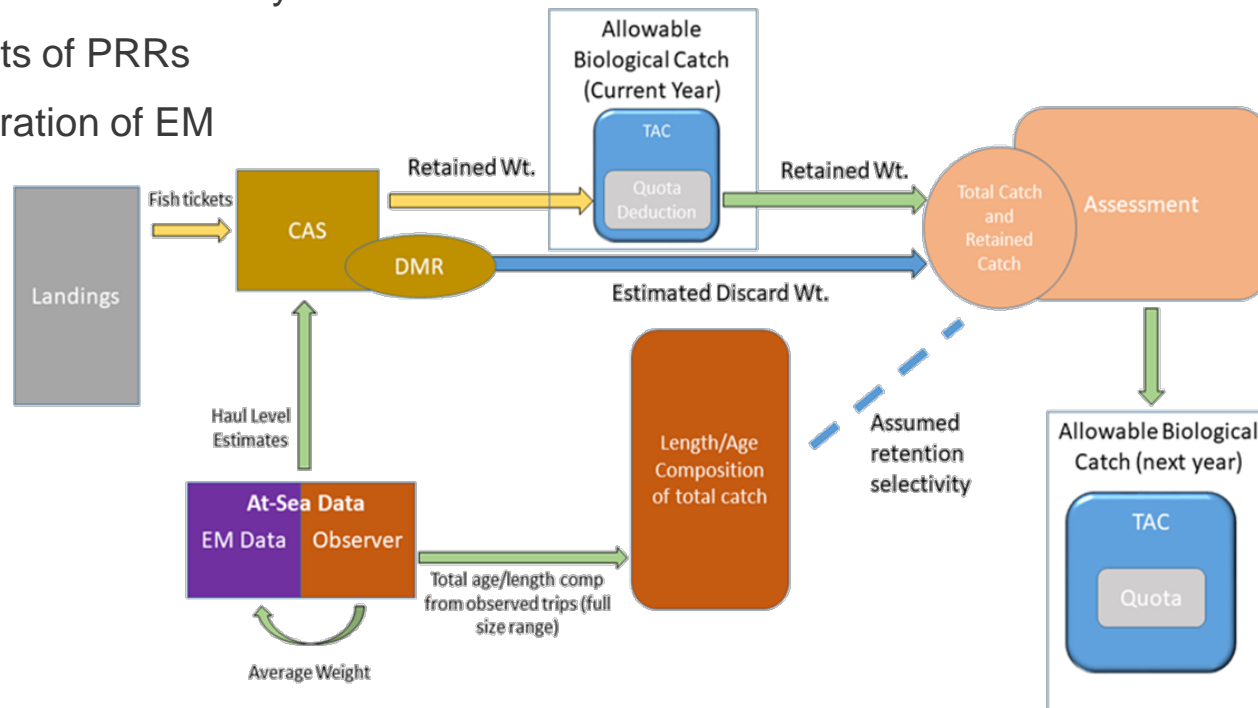 ts of PRRs
ration of EM
Allowable
Biological Catch
(Current Year)
TAC
Quota
Deduction
Landings
Fish tickets
CAS
DMR
Retained Wt.
Retained Wt.
Estimated Discard Wt.
Total Catch
and
Retained
Catch
Assessment
Haul Level
Estimates
At-Sea Data
EM Data
Observer
Average Weight
Total age/length comp
from observed trips (full
size range)
Length/Age
Composition
of total catch
Assumed
retention
selectivity
Allowable Biological
Catch (next year)
TAC
Quota